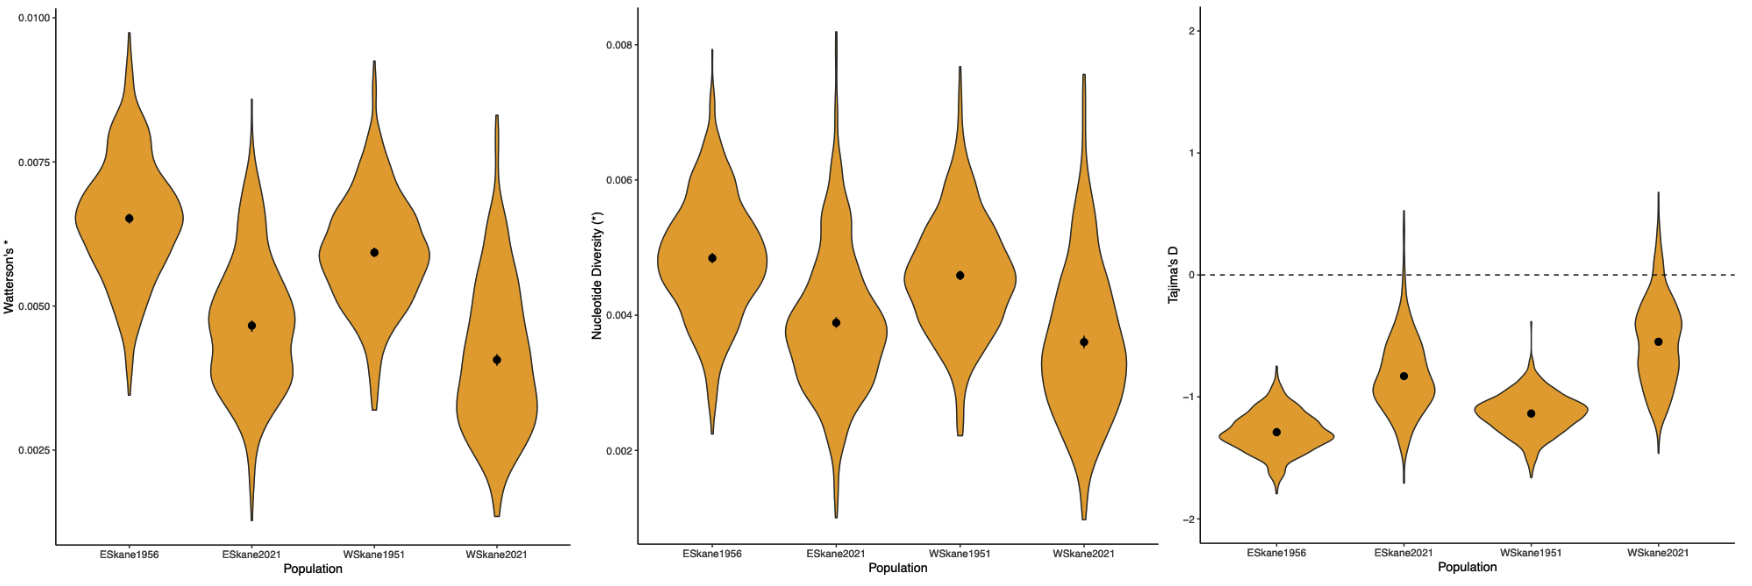 0.0100
0.0075
0.0050
0.0025
Watterson's *
ESkane1956 ESkane2021 WSkane1951 WSkane2021
Population
0.008
0.006
0.004
0.002
Nucleotide Diversity (*)
ESkane1956 ESkane2021 WSkane1951 WSkane2021
Population
2
1
0
−1
−2
Tajima's D
ESkane1956 ESkane2021 WSkane1951 WSkane2021
Population